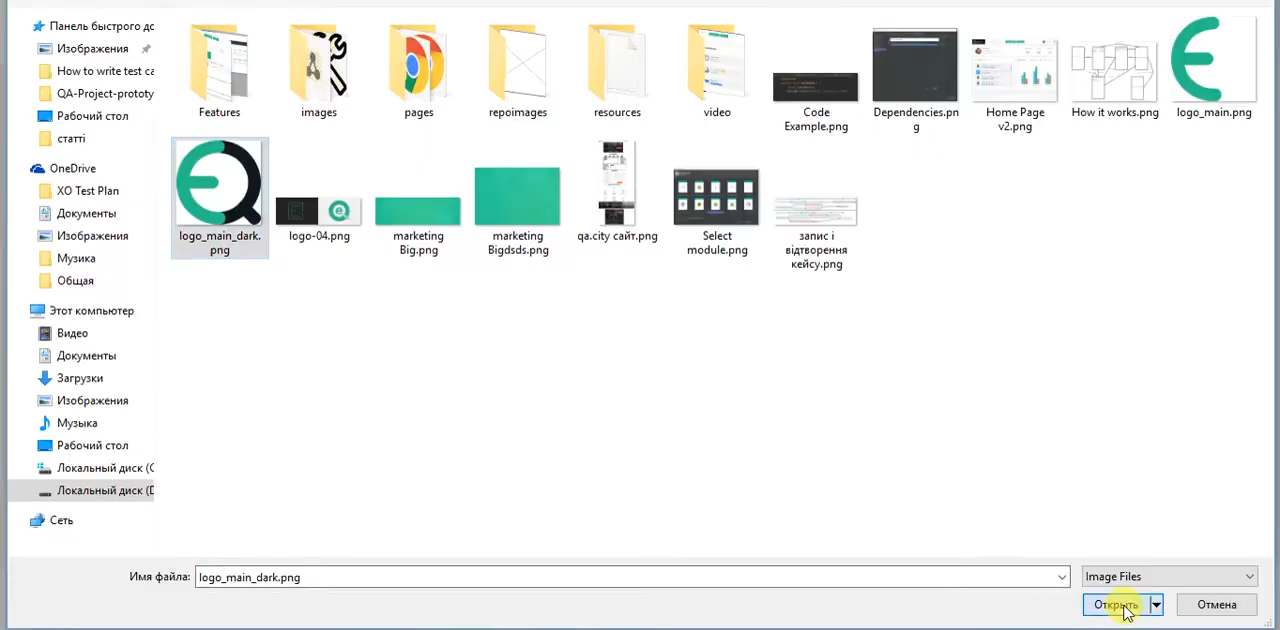 Панель быстрого до
Изображения
How to write test ca
QA-Project-prototy
Рабочий стол
статті
OneDrive
XO Test Plan
Документы
Изображения
Музика
Общая
Этот компьютер
Видео
Документы
Загрузки
Изображения
Музыка
Рабочий стол
Локальный диск (C
Локальный диск (D
Сеть
Features
images
pages
repoimages
resources
video
Code
Example.png
Dependencies.pn
g
Home Page
v2.png
How it works.png
logo_main.png
logo_main_dark.
png
logo-04.png
marketing
Big.png
marketing
Bigdsds.png
qa.city сайт.png
Select
module.png
запис і
відтворення
кейсу.png
Имя файла:
logo_main_dark.png
Image Files
Открыть
Отмена